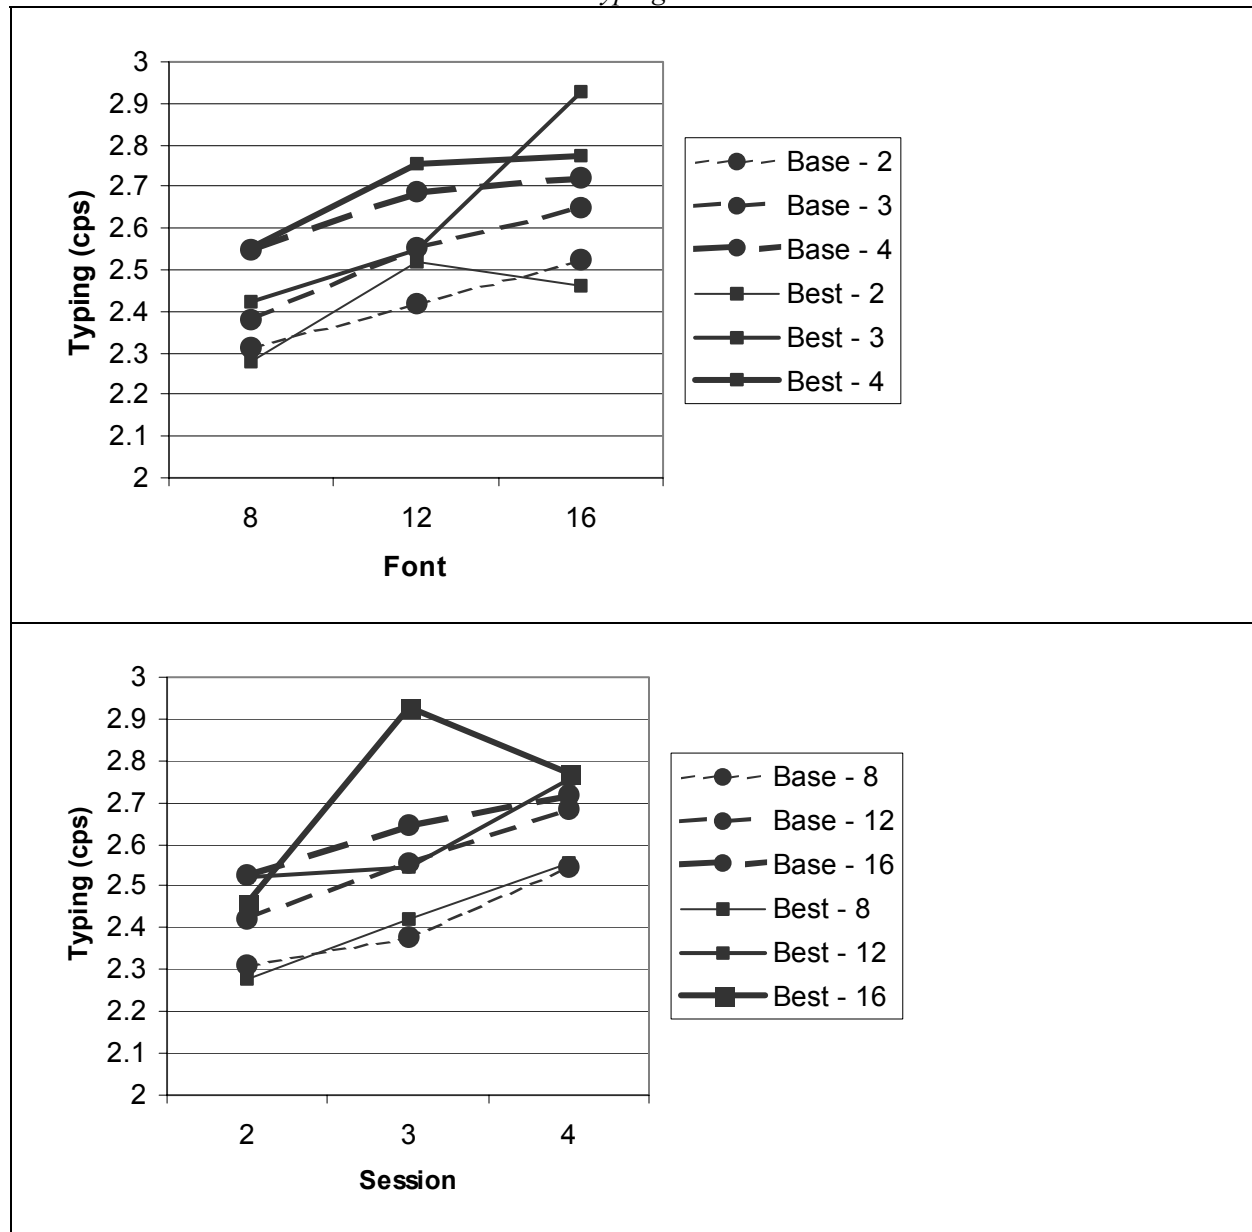 3
2.9
2.8
2.7
2.6
2.5
2.4
2.3
2.2
2.1
2
Typing (cps)
8 12 16
Font
Base - 2
Base - 3
Base - 4
Best - 2
Best - 3
Best - 4
3
2.9
2.8
2.7
2.6
2.5
2.4
2.3
2.2
2.1
2
Typing (cps)
2 3 4
Session
Base - 8
Base - 12
Base - 16
Best - 8
Best - 12
Best - 16